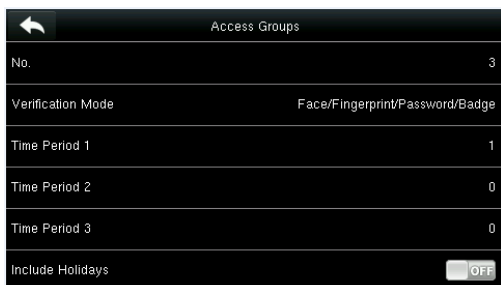 Access Groups
No. 3
Verification Mode Face/Fingerprint/Password/Badge
Time Period 1 1
Time Period 2 0
Time Period 3 0
Include Holidays OFF